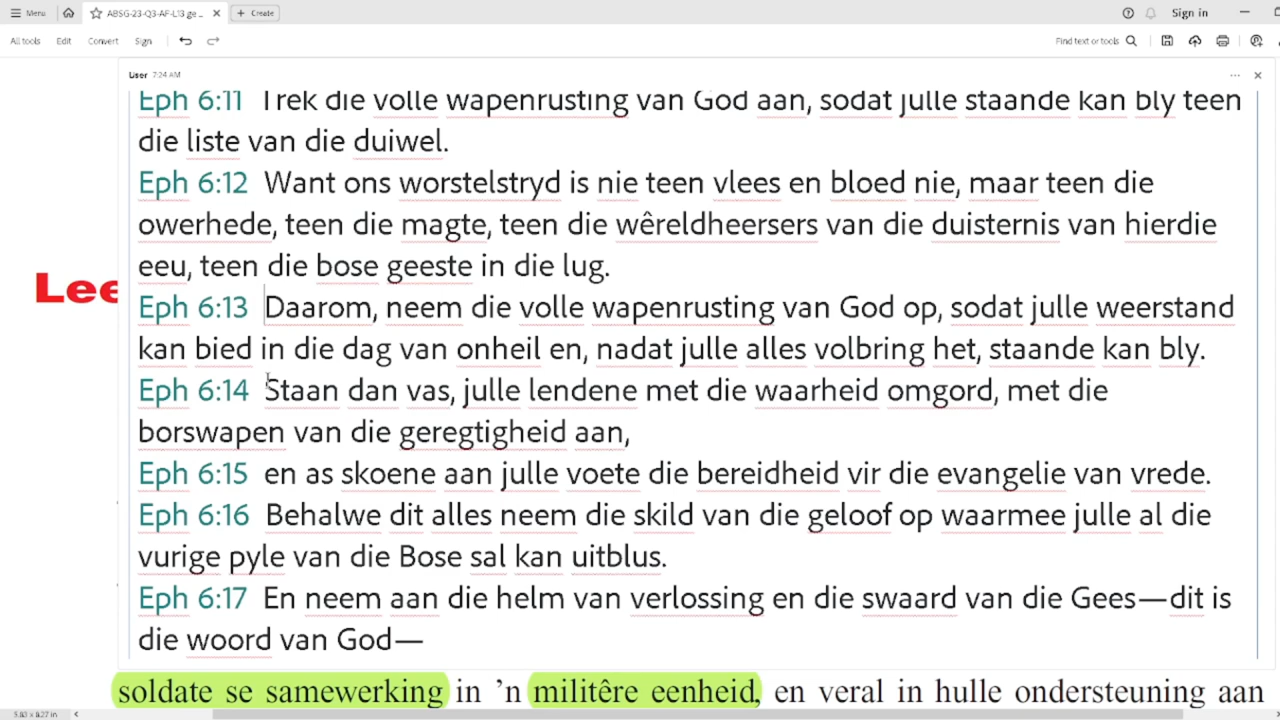 Menu ABSG-23-Q3-AF-L13 ge... Create Sign in
All tools Edit Convert Sign Find text or tools
Liser 7:24 AM
Eph 6:11 Trek die volle wapenrusting van God aan, sodat julle staande kan bly teen
die liste van die duiwel.
Eph 6:12 Want ons worstelstryd is nie teen vlees en bloed nie, maar teen die
owerhede, teen die magte, teen die wêreldheersers van die duisternis van hierdie
eeu, teen die bose geeste in die lug.
Lee
Eph 6:13 Daarom, neem die volle wapenrusting van God op, sodat julle weerstand
kan bied in die dag van onheil en, nadat julle alles volbring het, staande kan bly.
Eph 6:14 Staan dan vas, julle lendene met die waarheid omgord, met die
borswapen van die geregtigheid aan,
Eph 6:15 en as skoene aan julle voete die bereidheid vir die evangelie van vrede.
Eph 6:16 Behalwe dit alles neem die skild van die geloof op waarmee julle al die
vurige pyle van die Bose sal kan uitblus.
Eph 6:17 En neem aan die helm van verlossing en die swaard van die Gees—dit is
die woord van God—
soldate se samewerking in ’n militêre eenheid, en veral in hulle ondersteuning aan
5.83 x 8.27 in